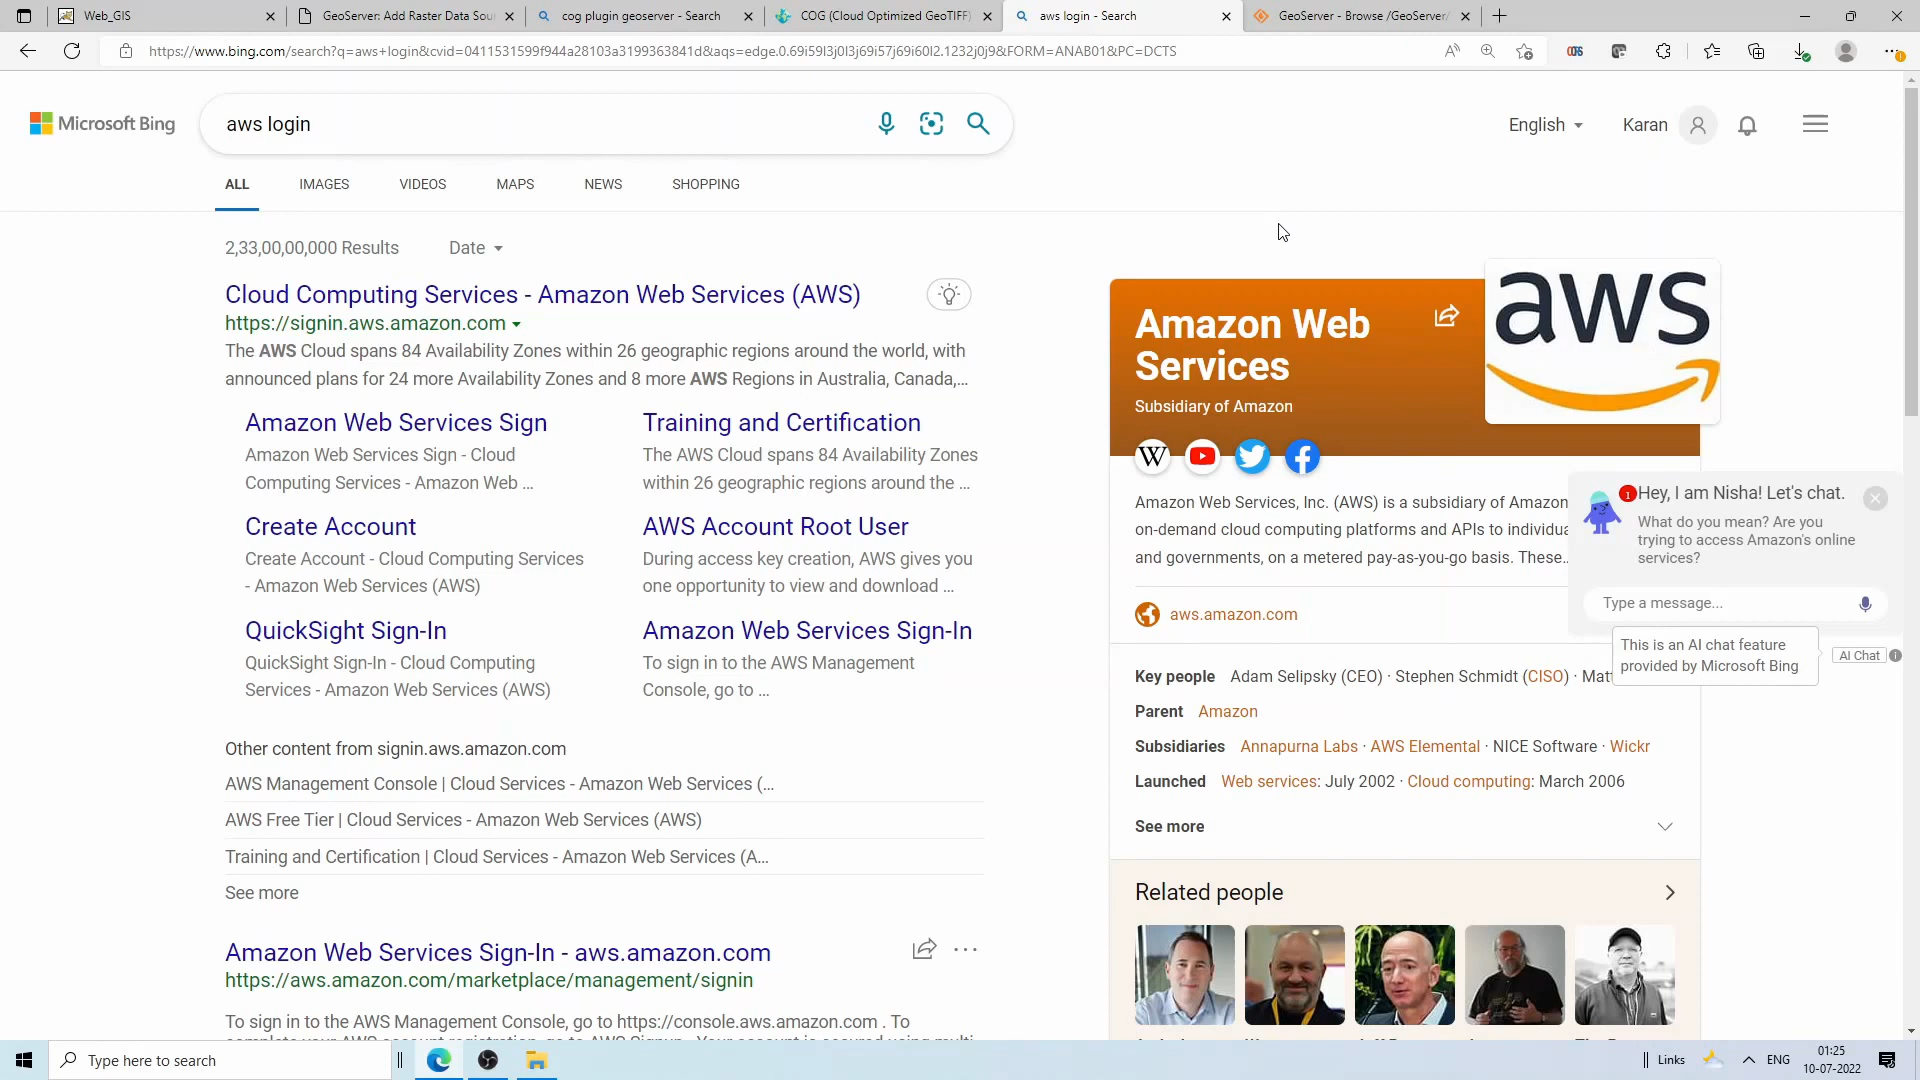 Web_GIS
GeoServer: Add Raster Data Sou
cog plugin geoserver - Search
COG (Cloud Optimized GeoTIFF)
aws login - Search
GeoServer - Browse /GeoServer/
https://www.bing.com/search?q=aws+login&cvid=0411531599f944a28103a3199363841d&aqs=edge.0.69i59l3j0l3j69i57j69i60l2.1232j0j9&FORM=ANAB01&PC=DCTS
Microsoft Bing
aws login
English
Karan
ALL
IMAGES
VIDEOS
MAPS
NEWS
SHOPPING
2,33,00,00,000 Results
Date
Cloud Computing Services - Amazon Web Services (AWS)
https://signin.aws.amazon.com
The AWS Cloud spans 84 Availability Zones within 26 geographic regions around the world, with
announced plans for 24 more Availability Zones and 8 more AWS Regions in Australia, Canada,...
Amazon Web Services Sign
Amazon Web Services Sign - Cloud
Computing Services - Amazon Web ...
Training and Certification
The AWS Cloud spans 84 Availability Zones
within 26 geographic regions around the ...
Create Account
Create Account - Cloud Computing Services
- Amazon Web Services (AWS)
AWS Account Root User
During access key creation, AWS gives you
one opportunity to view and download ...
QuickSight Sign-In
QuickSight Sign-In - Cloud Computing
Services - Amazon Web Services (AWS)
Amazon Web Services Sign-In
To sign in to the AWS Management
Console, go to ...
Other content from signin.aws.amazon.com
AWS Management Console | Cloud Services - Amazon Web Services (...
AWS Free Tier | Cloud Services - Amazon Web Services (AWS)
Training and Certification | Cloud Services - Amazon Web Services (A...
See more
Amazon Web Services Sign-In - aws.amazon.com
https://aws.amazon.com/marketplace/management/signin
To sign in to the AWS Management Console, go to https://console.aws.amazon.com . To
Amazon Web
Services
Subsidiary of Amazon
aws
W
Amazon Web Services, Inc. (AWS) is a subsidiary of Amazon
on-demand cloud computing platforms and APIs to individua
and governments, on a metered pay-as-you-go basis. These...
aws.amazon.com
Key people Adam Selipsky (CEO) · Stephen Schmidt (CISO) · Mat
Parent Amazon
Subsidiaries Annapurna Labs · AWS Elemental · NICE Software · Wickr
Launched Web services: July 2002 · Cloud computing: March 2006
See more
Related people
1
Hey, I am Nisha! Let's chat.
What do you mean? Are you
trying to access Amazon's online
services?
Type a message...
This is an AI chat feature
provided by Microsoft Bing
AI Chat
Type here to search
Links
ENG
01:25
10-07-2022